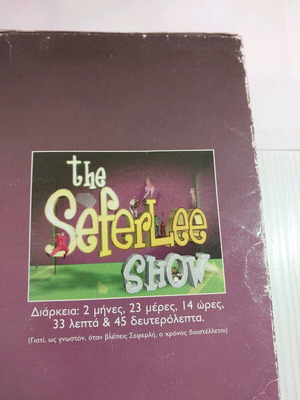 the
SeferLee
SHOW
Διάρκεια: 2 μήνες, 23 μέρες, 14 ώρες,
33 λεπτά & 45 δευτερόλεπτα.
(Γιατί, ως γνωστόν, όταν βλέπεις Σεφερλή, ο χρόνος διαστέλλεται)